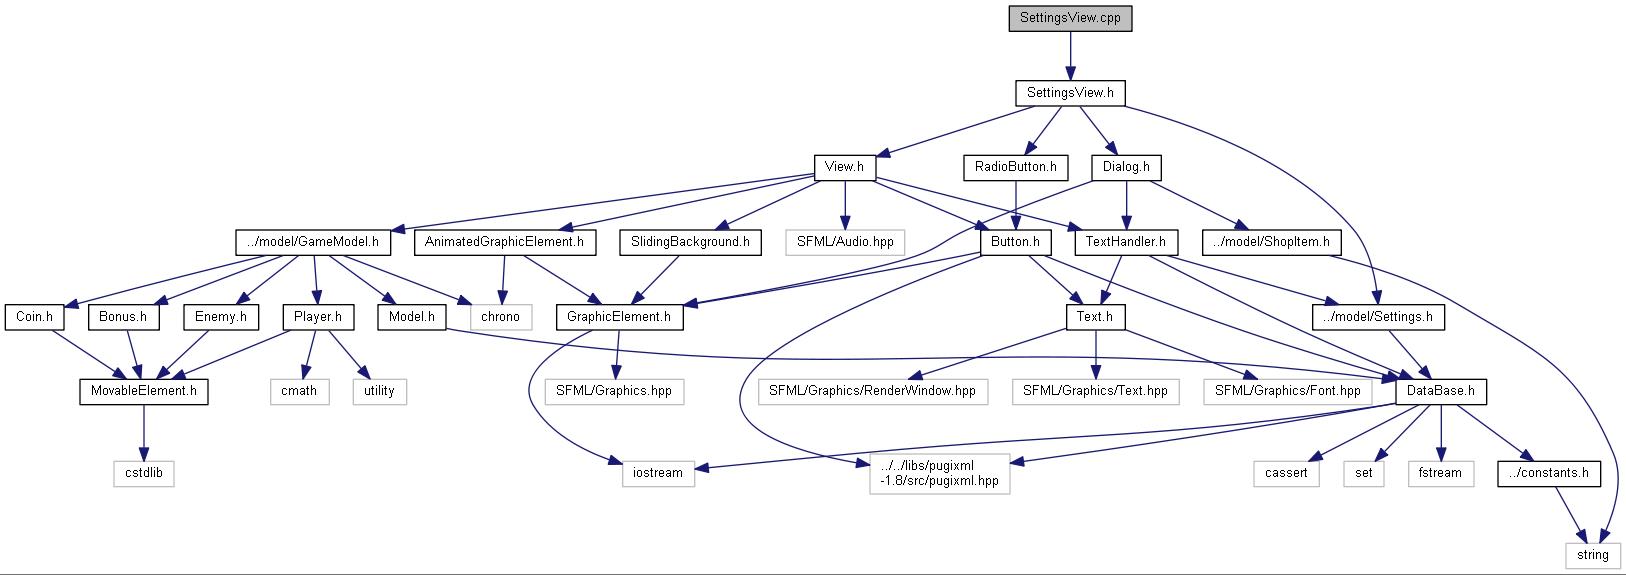 SettingsView.cpp
SettingsView.h
View.h
RadioButton.h
Dialog.h
../model/GameModel.h
AnimatedGraphicElement.h
SlidingBackground.h
SFML/Audio.hpp
Button.h
TextHandler.h
../model/ShopItem.h
Coin.h
Bonus.h
Enemy.h
Player.h
Model.h
chrono
GraphicElement.h
Text.h
../model/Settings.h
MovableElement.h
cmath
utility
SFML/Graphics.hpp
SFML/Graphics/RenderWindow.hpp
SFML/Graphics/Text.hpp
SFML/Graphics/Font.hpp
DataBase.h
cstdlib
iostream
../../libs/pugixml
-1.8/src/pugixml.hpp
cassert
set
fstream
../constants.h
string